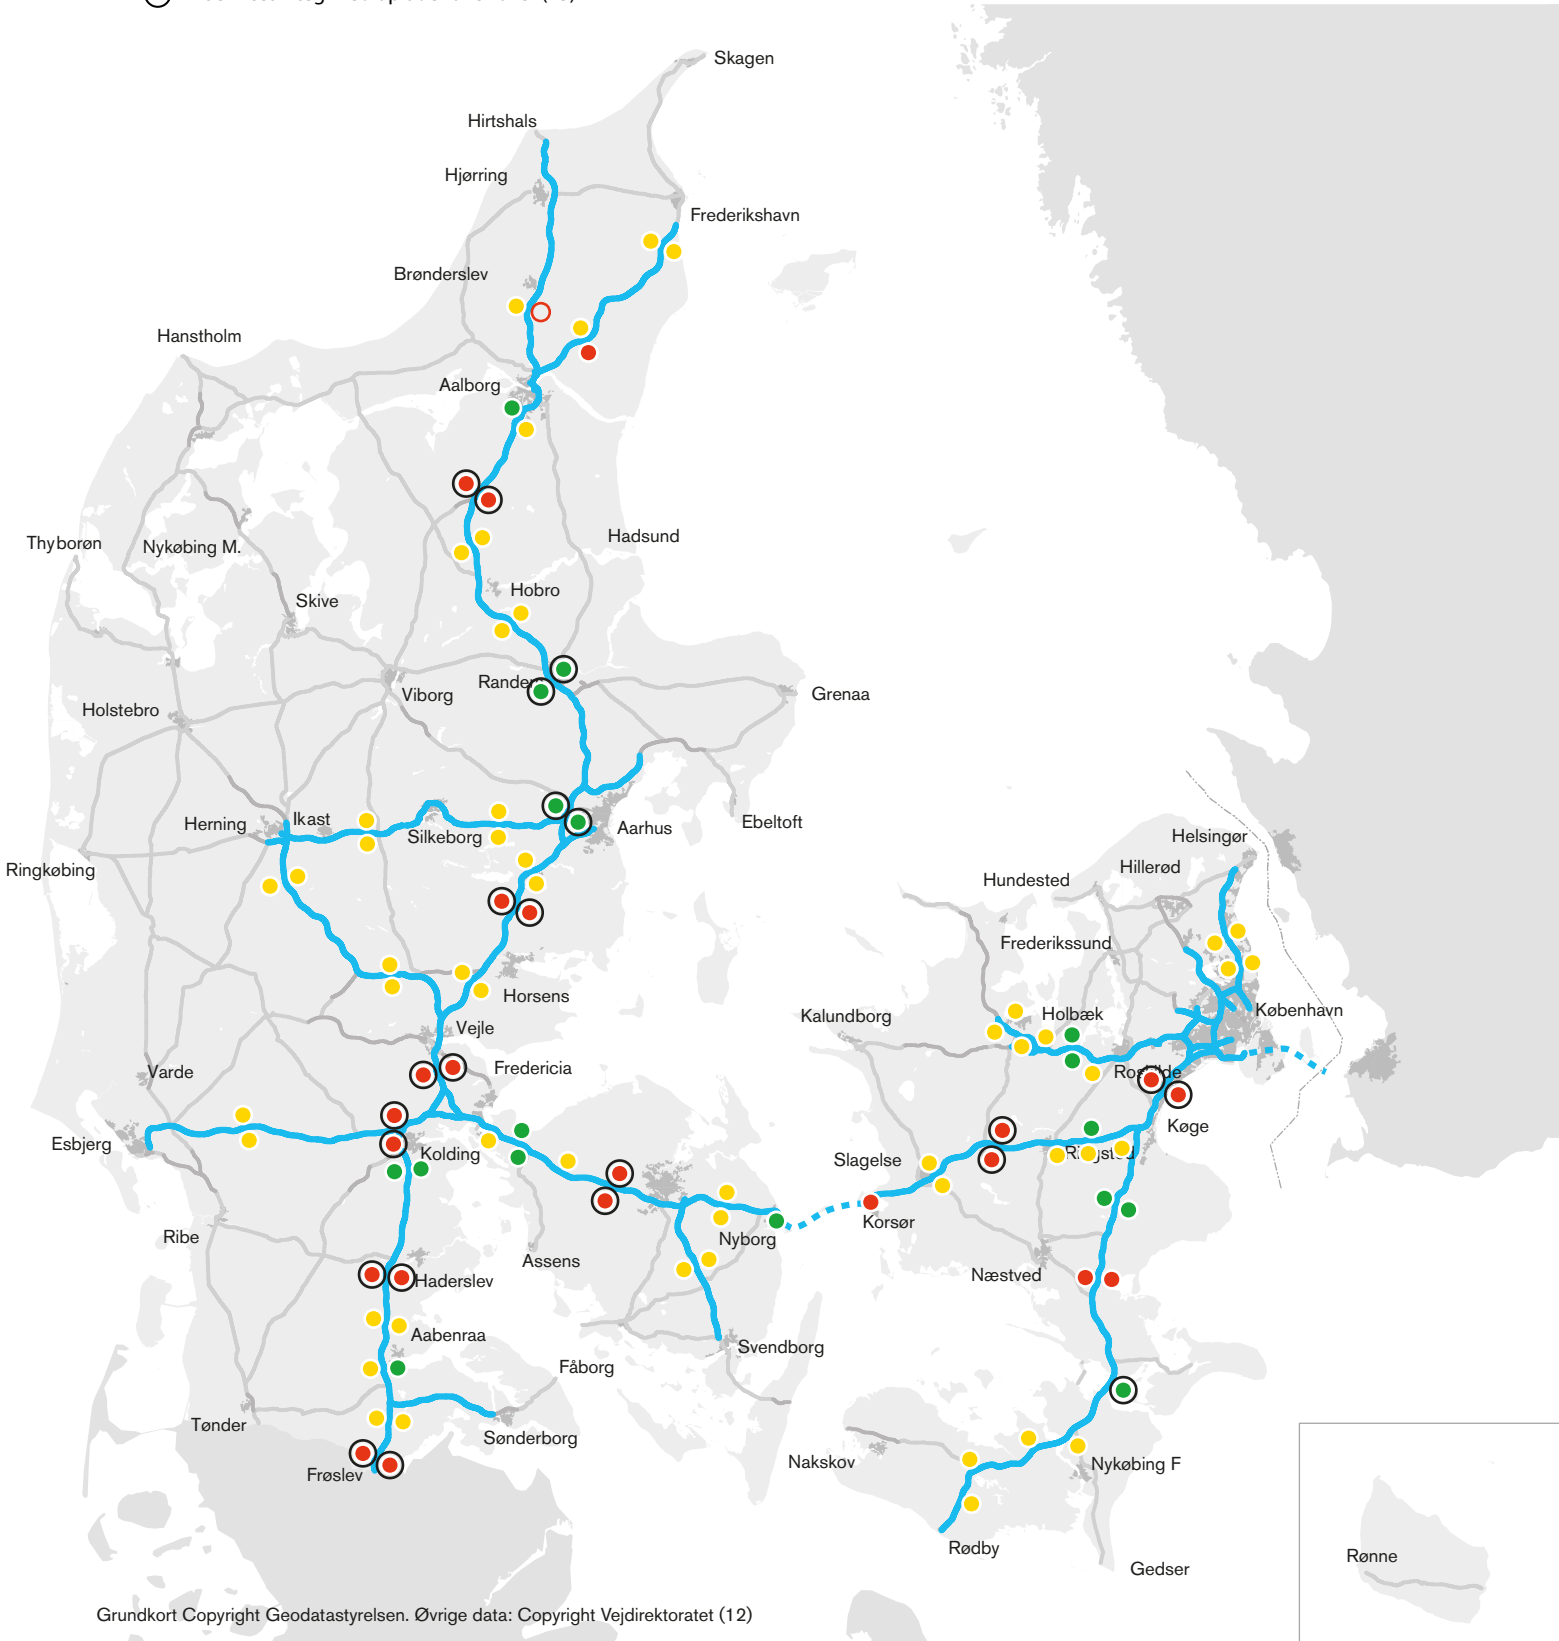 Skagen
Hirtshals
Hjørring
Frederikshavn
Brønderslev
Hanstholm
Aalborg
Hadsund
Thyborøn
Nykøbing M.
Hobro
Skive
Randers
Viborg
Grenaa
Holstebro
Ikast
Herning
Silkeborg
Aarhus
Ebeltoft
Helsingør
Ringkøbing
Hillerød
Hundested
Frederikssund
Horsens
Holbæk
København
Kalundborg
Vejle
Fredericia
Varde
Roskilde
Køge
Esbjerg
Kolding
Slagelse
Ringsted
Korsør
Ribe
Nyborg
Assens
Næstved
Haderslev
Aabenraa
Svendborg
Fåborg
Tønder
Sønderborg
Nakskov
Nykøbing F
Frøslev
Rødby
Rønne
Gedser
Grundkort Copyright Geodatastyrelsen. Øvrige data: Copyright Vejdirektoratet (12)